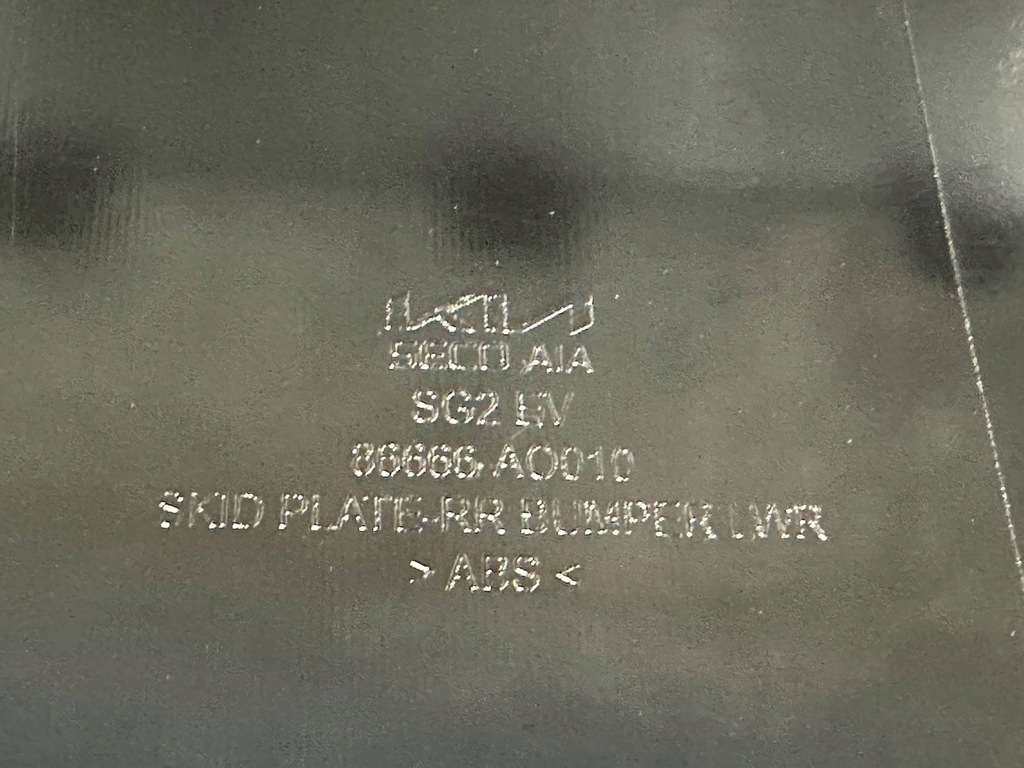 KIA
SECO AIA
SG2 EV
86666-AO010
SKID PLATE-RR BUMPER LWR
> ABS <